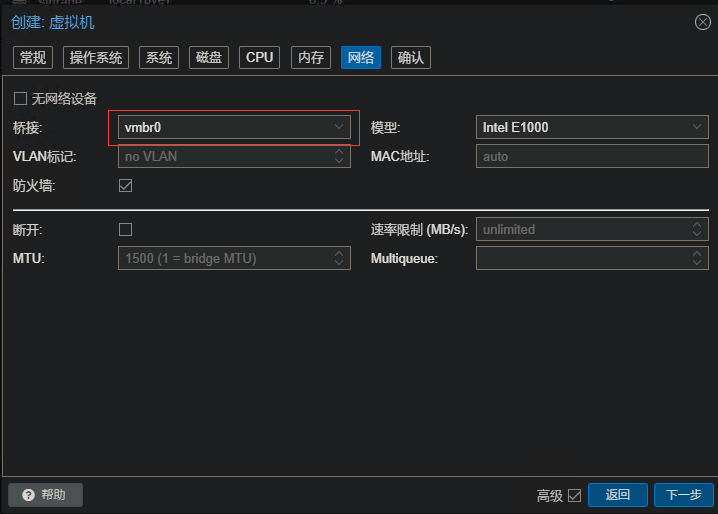 创建: 虚拟机
常规 操作系统 系统 磁盘 CPU 内存 网络 确认
无网络设备
桥接: vmbr0 模型: Intel E1000
VLAN标记: no VLAN MAC地址: auto
防火墙:
断开: 速率限制 (MB/s): unlimited
MTU: 1500 (1 = bridge MTU) Multiqueue:
帮助 高级 返回 下一步